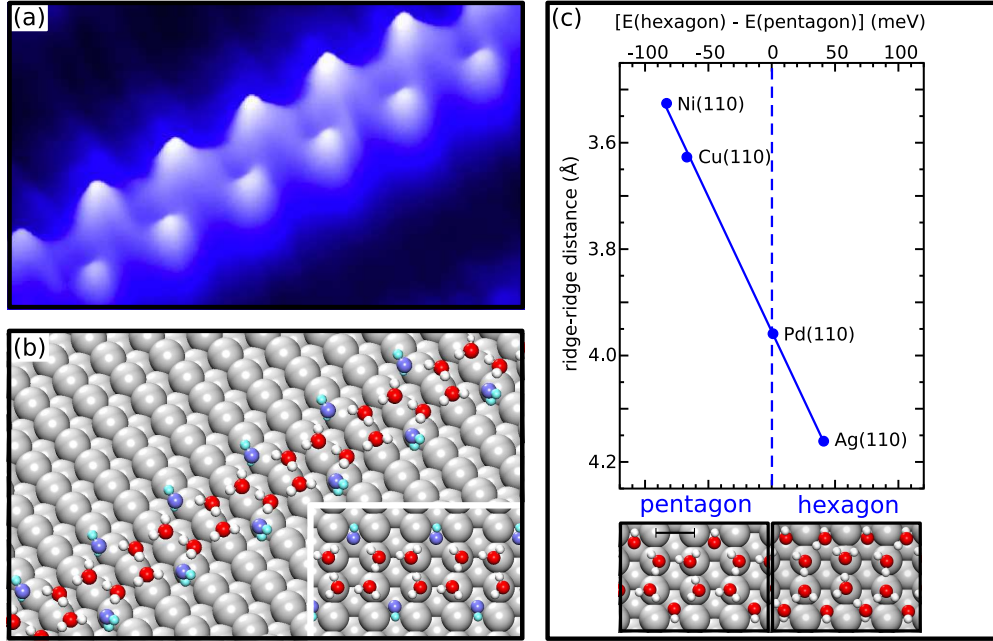 (a)
(b)
(c)
[E(hexagon) - E(pentagon)] (meV)
-100 -50 0 50 100
ridge-ridge distance (Å)
3.6
3.8
4.0
4.2
Ni(110)
Cu(110)
Pd(110)
Ag(110)
pentagon hexagon